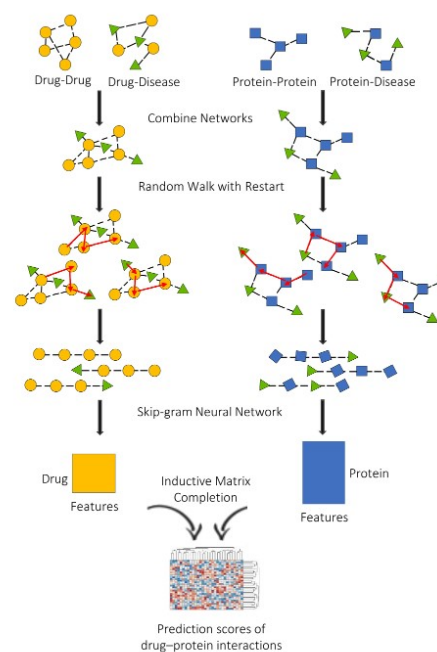 Drug-Drug
Drug-Disease
Protein-Protein
Protein-Disease
Combine Networks
Random Walk with Restart
Skip-gram Neural Network
Drug
Features
Inductive Matrix
Completion
Protein
Features
Prediction scores of
drug–protein interactions